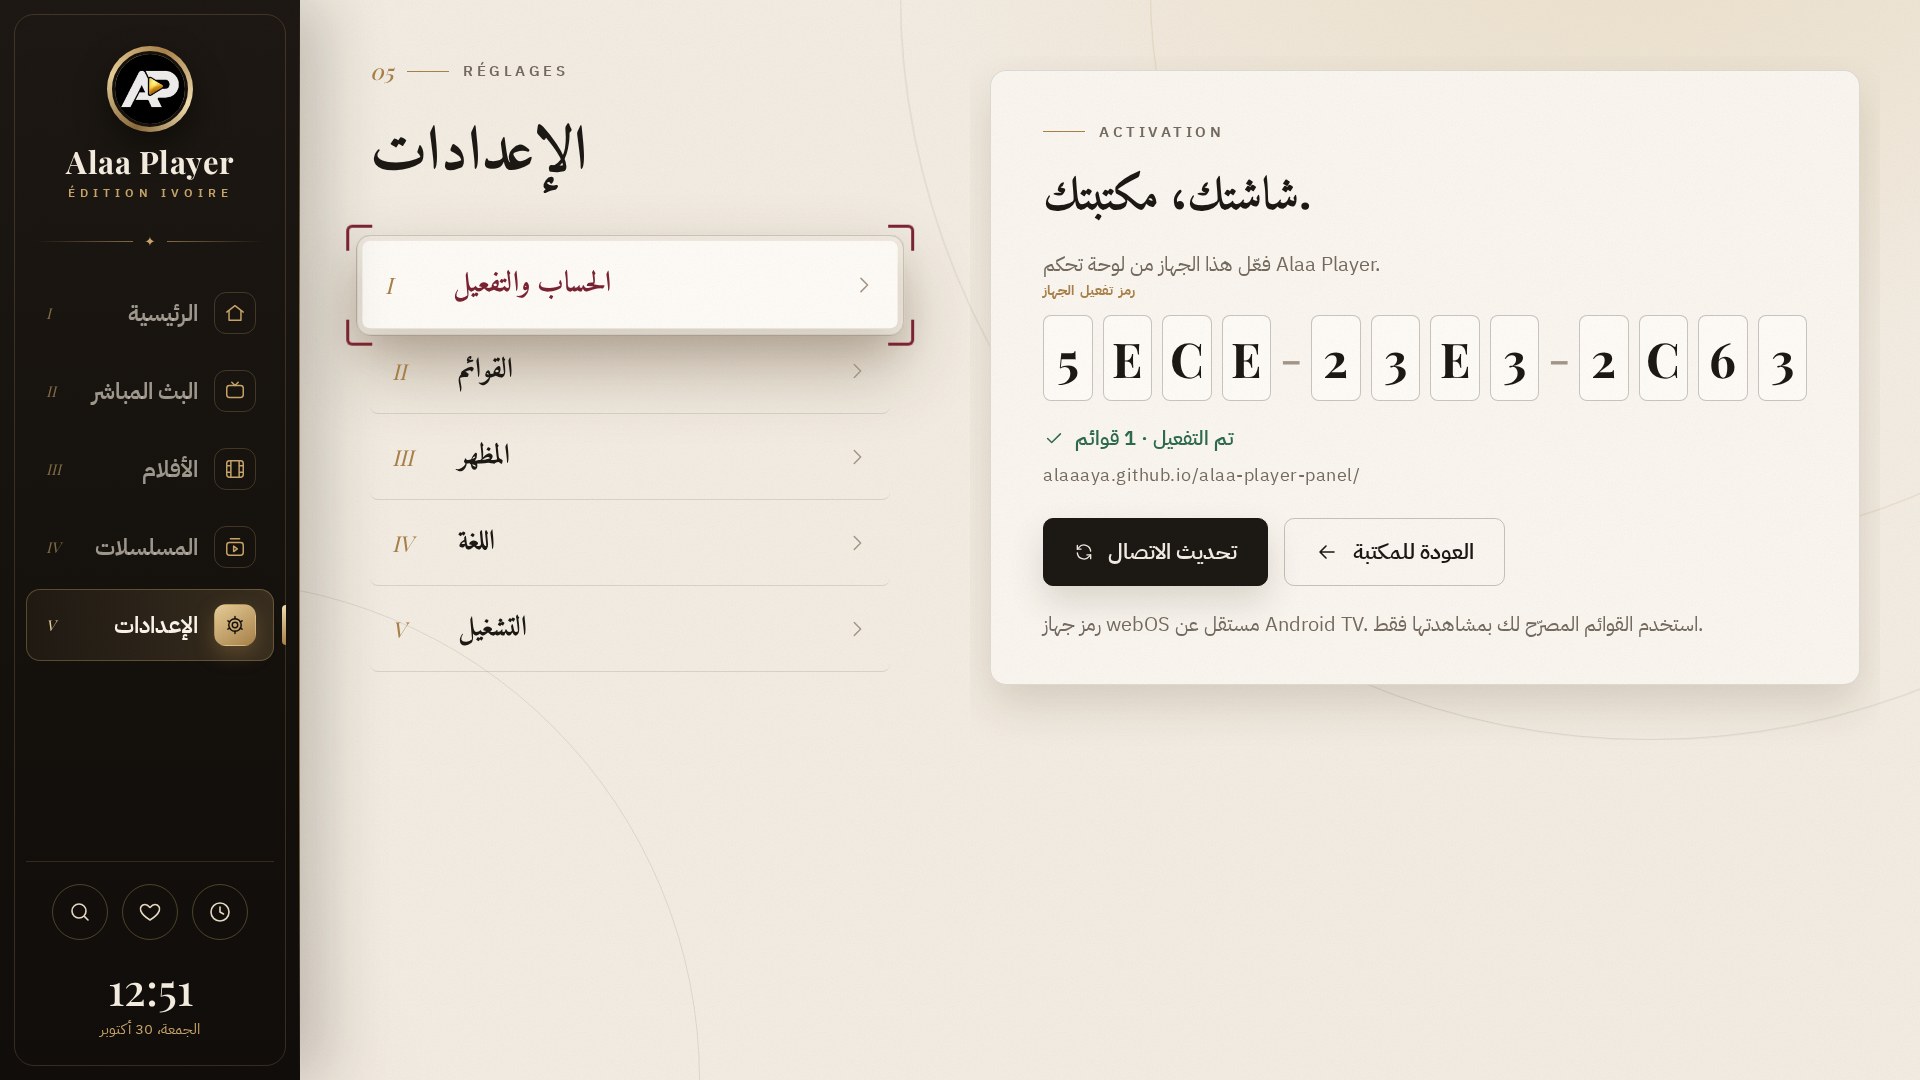 AP
Alaa Player
ÉDITION IVOIRE
I الرئيسية
II البث المباشر
III الأفلام
IV المسلسلات
V الإعدادات
12:51
الجمعة، 30 أكتوبر
05 RÉGLAGES
الإعدادات
I الحساب والتفعيل
II القوائم
III المظهر
IV اللغة
V التشغيل
ACTIVATION
شاشتك، مكتبتك.
فعّل هذا الجهاز من لوحة تحكم Alaa Player.
رمز تفعيل الجهاز
5ECE-23E3-2C63
تم التفعيل · 1 قوائم
alaaaya.github.io/alaa-player-panel/
تحديث الاتصال
العودة للمكتبة
رمز جهاز webOS مستقل عن Android TV. استخدم القوائم المصرّح لك بمشاهدتها فقط.